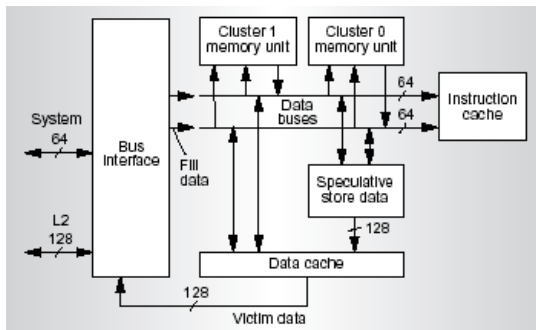 Cluster 1
memory unit
Cluster 0
memory unit
64
Data
buses
64
Instruction
cache
System
64
Bus
Interface
Fill
data
Speculative
store data
L2
128
128
Data cache
128
Victim data